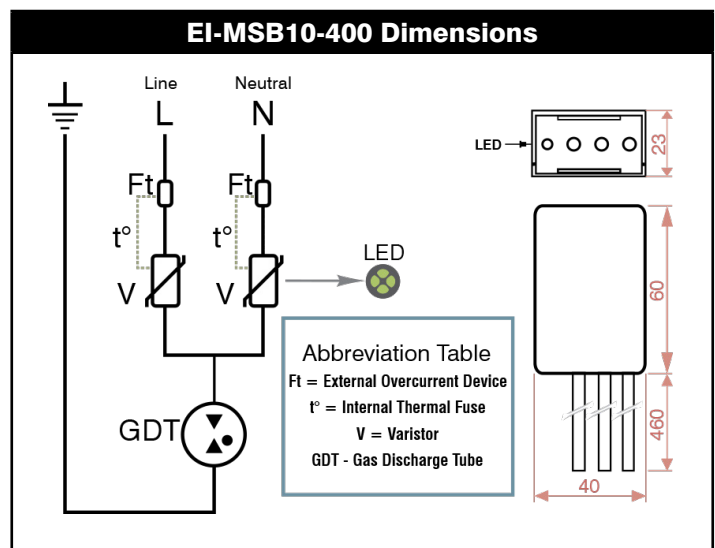 EI-MSB10-400 Dimensions
Line
Neutral
L
N
LED
23
Ft
Ft
t°
t°
LED
V
V
60
Abbreviation Table
Ft = External Overcurrent Device
t° = Internal Thermal Fuse
V = Varistor
GDT - Gas Discharge Tube
GDT
460
40